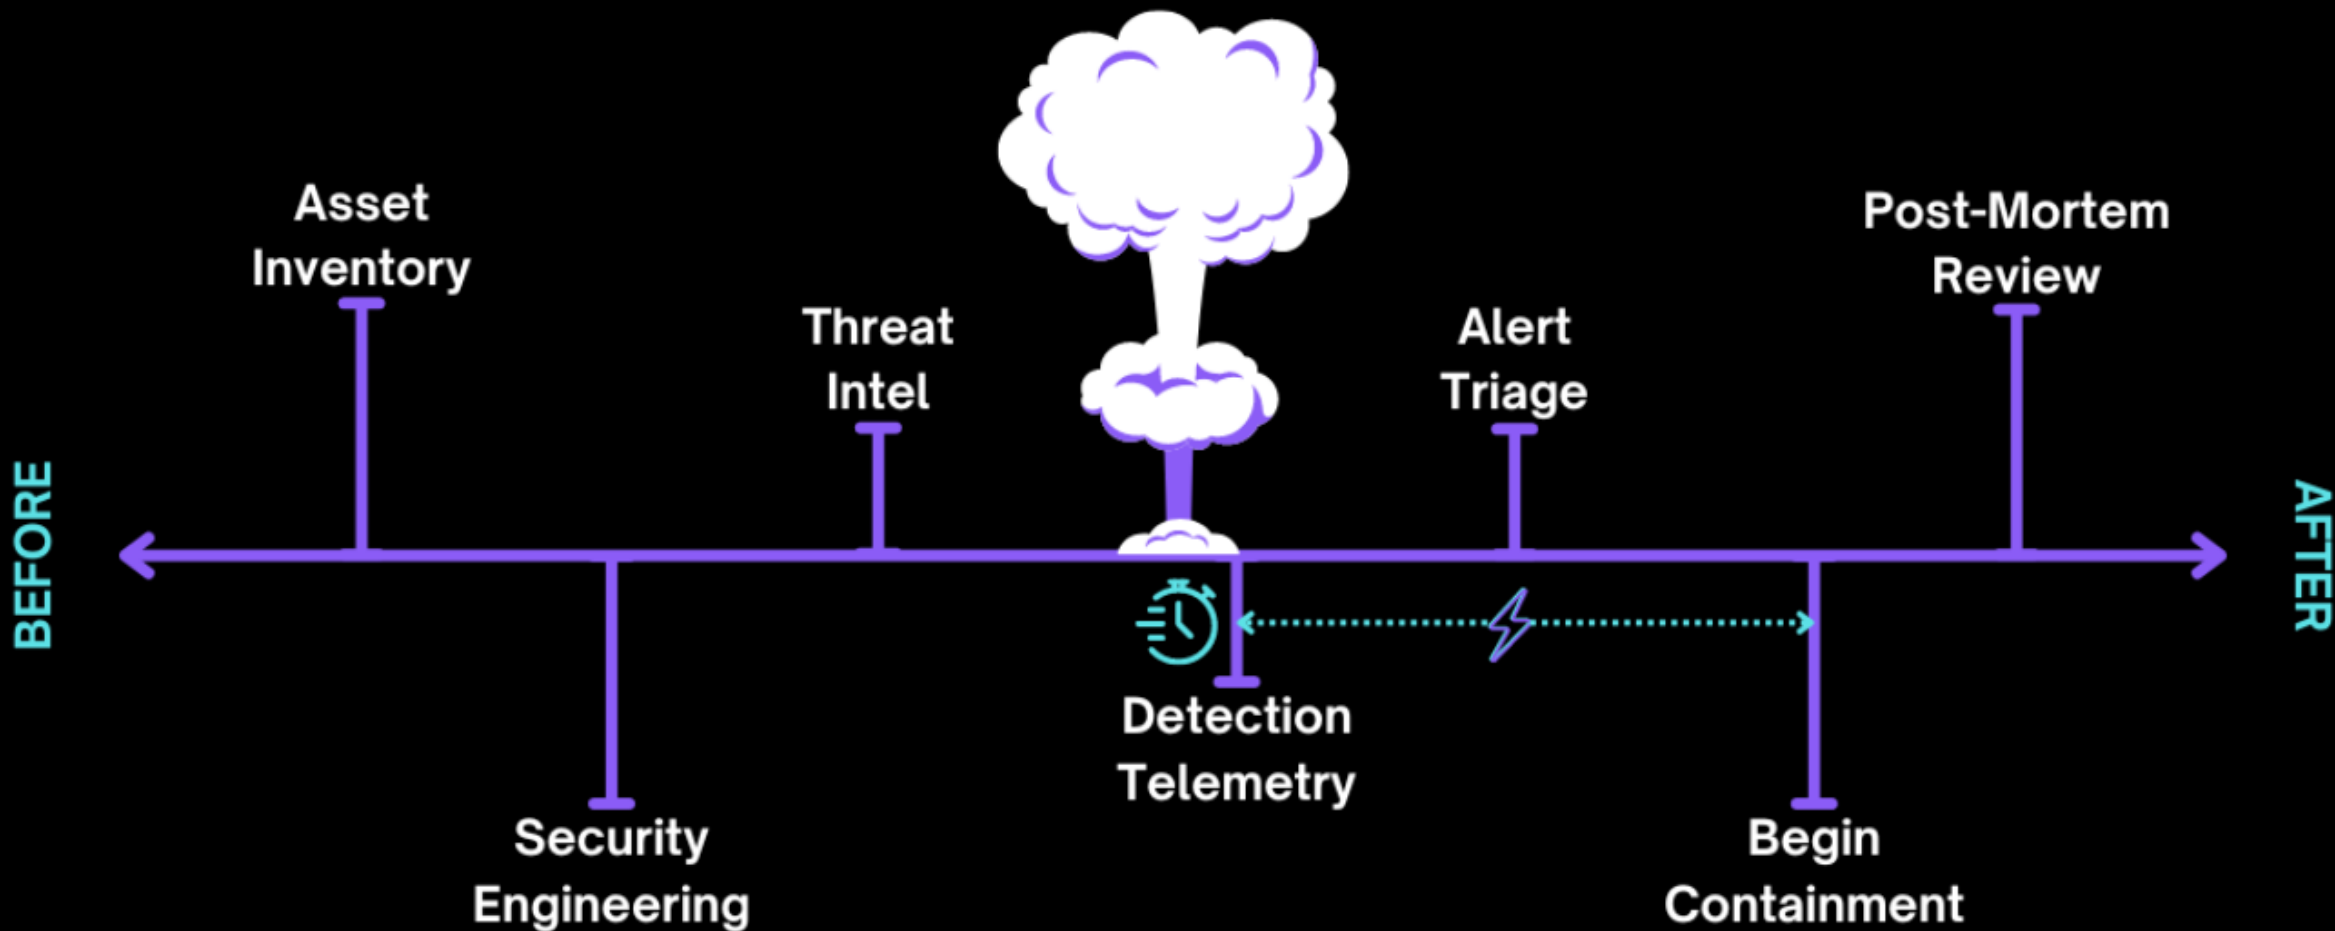 BEFORE
Asset
Inventory
Security
Engineering
Threat
Intel
Detection
Telemetry
Alert
Triage
Begin
Containment
Post-Mortem
Review
AFTER